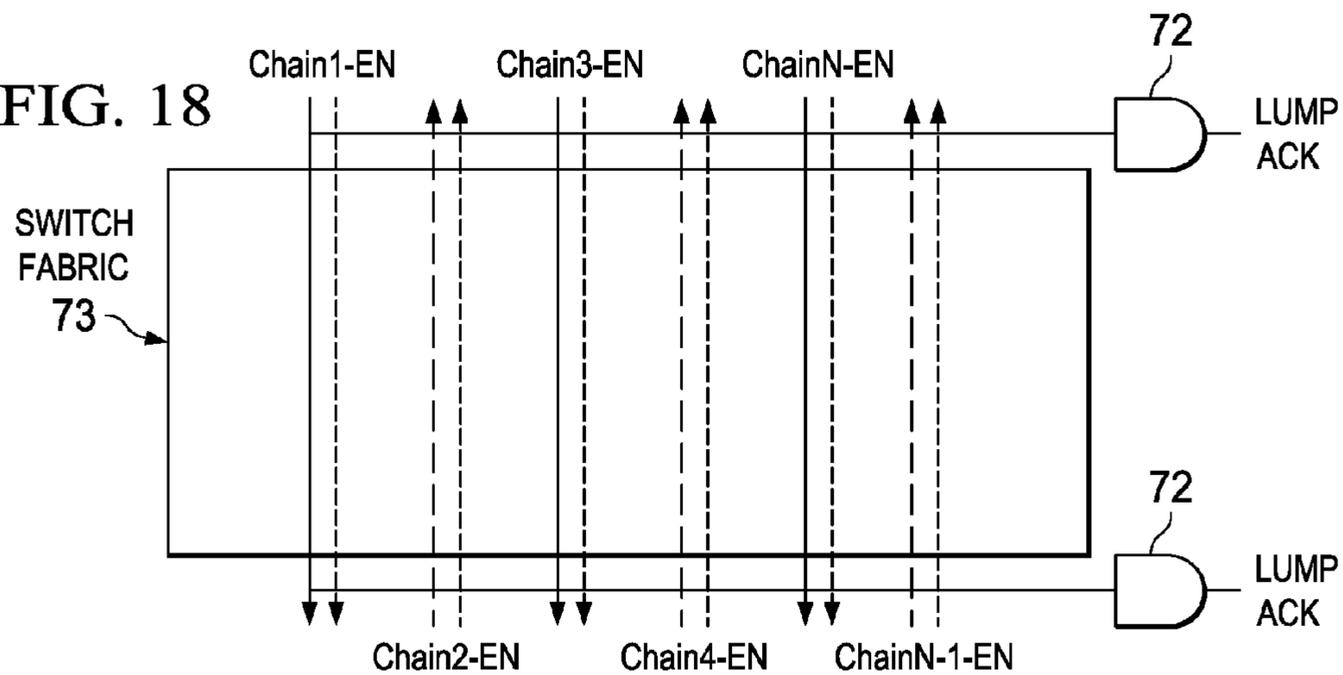 FIG. 18
Chain1-EN
Chain3-EN
ChainN-EN
72
LUMP
ACK
SWITCH
FABRIC
73
72
LUMP
ACK
Chain2-EN
Chain4-EN
ChainN-1-EN